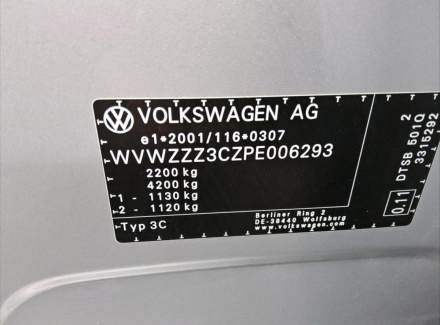 VOLKSWAGEN AG
e1*2001/116*0307
WVWZZZ3CZPE006293
2200 kg
4200 kg
1 - 1130 kg
2 - 1120 kg
Typ 3C
Berliner Ring 2
DE-38440 Wolfsburg
www.volkswagen.com
0.11
DTSB 501Q 2
3315292